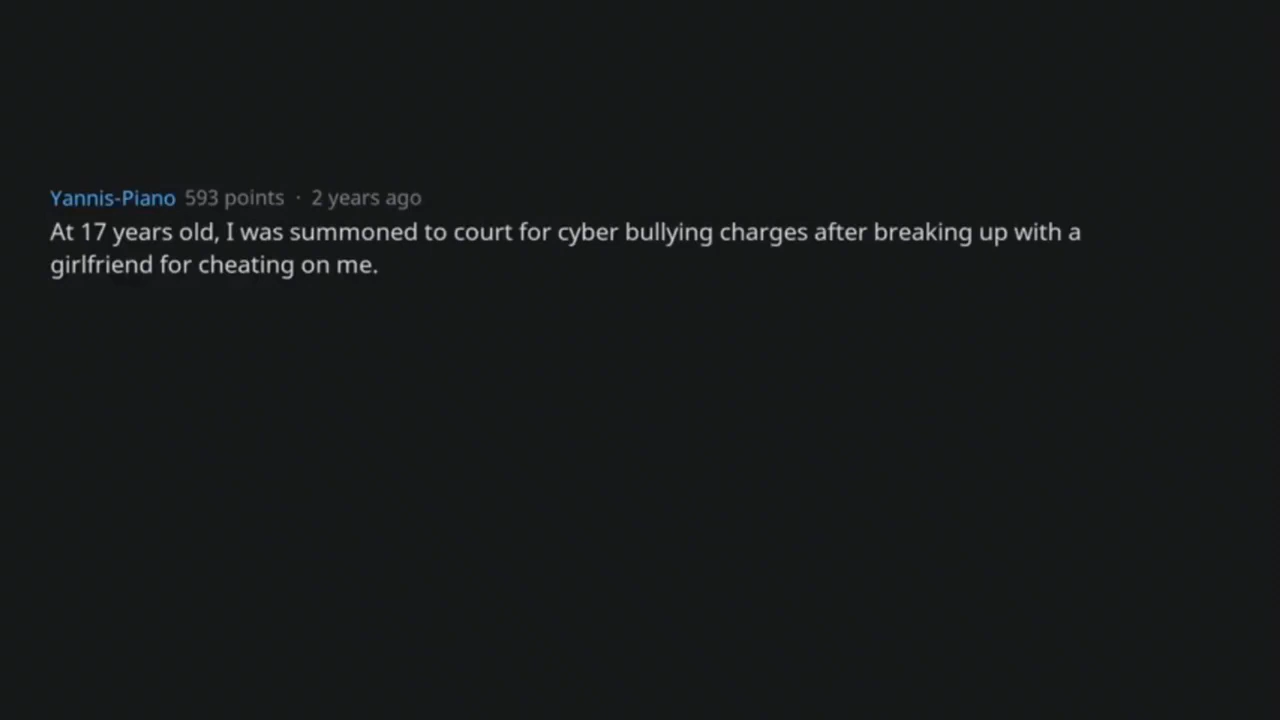 Yannis-Piano 593 points · 2 years ago
At 17 years old, I was summoned to court for cyber bullying charges after breaking up with a
girlfriend for cheating on me.